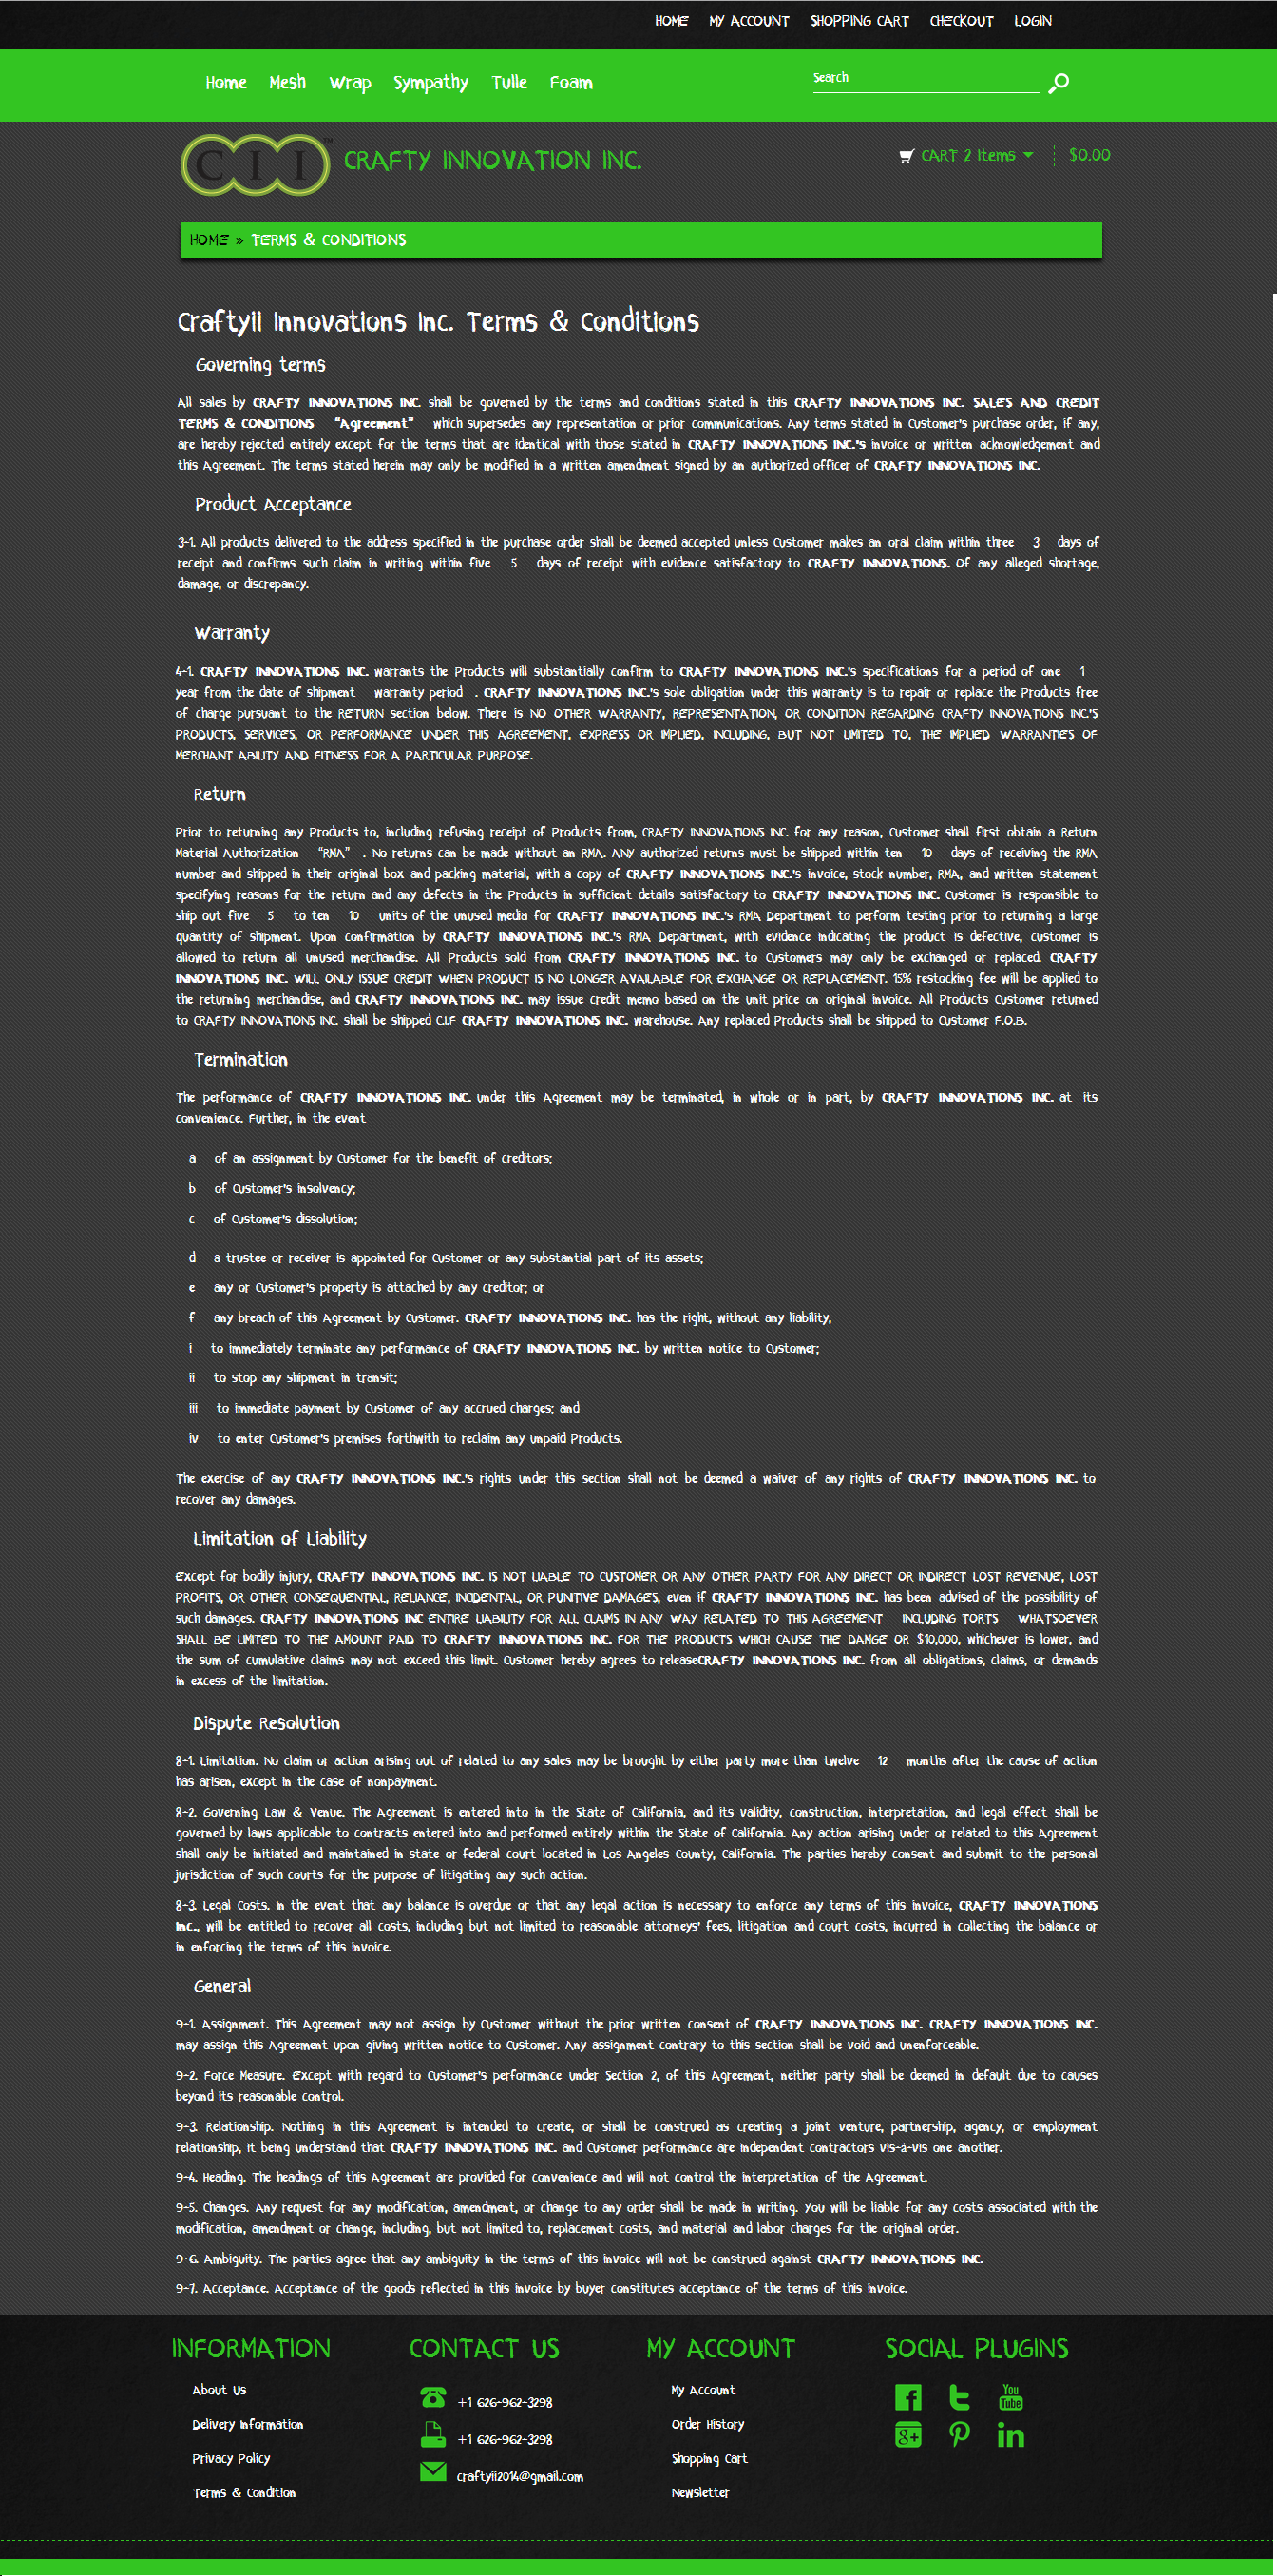 HOME MY ACCOUNT SHOPPING CART CHECKOUT LOGIN
Home Mesh Wrap Sympathy Tulle Foam Search
CII TM CRAFTY INNOVATION INC. CART 2 Items $0.00
HOME » TERMS & CONDITIONS
Craftyii Innovations Inc. Terms & Conditions
Governing terms
All sales by CRAFTY INNOVATIONS INC. shall be governed by the terms and conditions stated in this CRAFTY INNOVATIONS INC. SALES AND CREDIT
TERMS & CONDITIONS "Agreement" which supersedes any representation or prior communications. Any terms stated in Customer's purchase order, if any,
are hereby rejected entirely except for the terms that are identical with those stated in CRAFTY INNOVATIONS INC.'s invoice or written acknowledgement and
this Agreement. The terms stated herein may only be modified in a written amendment signed by an authorized officer of CRAFTY INNOVATIONS INC.
Product Acceptance
3-1. All products delivered to the address specified in the purchase order shall be deemed accepted unless Customer makes an oral claim within three 3 days of
receipt and confirms such claim in writing within five 5 days of receipt with evidence satisfactory to CRAFTY INNOVATIONS. Of any alleged shortage,
damage, or discrepancy.
Warranty
4-1. CRAFTY INNOVATIONS INC. warrants the Products will substantially confirm to CRAFTY INNOVATIONS INC.'s specifications for a period of one 1
year from the date of shipment warranty period . CRAFTY INNOVATIONS INC.'s sole obligation under this warranty is to repair or replace the Products free
of charge pursuant to the RETURN section below. There is NO OTHER WARRANTY, REPRESENTATION, OR CONDITION REGARDING CRAFTY INNOVATIONS INC.'S
PRODUCTS, SERVICES, OR PERFORMANCE UNDER THIS AGREEMENT, EXPRESS OR IMPLIED, INCLUDING, BUT NOT LIMITED TO, THE IMPLIED WARRANTIES OF
MERCHANT ABILITY AND FITNESS FOR A PARTICULAR PURPOSE.
Return
Prior to returning any Products to, including refusing receipt of Products from, CRAFTY INNOVATIONS INC. for any reason, Customer shall first obtain a Return
Material Authorization "RMA" . No returns can be made without an RMA. ANY authorized returns must be shipped within ten 10 days of receiving the RMA
number and shipped in their original box and packing material, with a copy of CRAFTY INNOVATIONS INC.'s invoice, stock number, RMA, and written statement
specifying reasons for the return and any defects in the Products in sufficient details satisfactory to CRAFTY INNOVATIONS INC. Customer is responsible to
ship out five 5 to ten 10 units of the unused media for CRAFTY INNOVATIONS INC.'s RMA Department to perform testing prior to returning a large
quantity of shipment. Upon confirmation by CRAFTY INNOVATIONS INC.'s RMA Department, with evidence indicating the product is defective, customer is
allowed to return all unused merchandise. All Products sold from CRAFTY INNOVATIONS INC. to Customers may only be exchanged or replaced. CRAFTY
INNOVATIONS INC. WILL ONLY ISSUE CREDIT WHEN PRODUCT IS NO LONGER AVAILABLE FOR EXCHANGE OR REPLACEMENT. 15% restocking fee will be applied to
the returning merchandise, and CRAFTY INNOVATIONS INC. may issue credit memo based on the unit price on original invoice. All Products Customer returned
to CRAFTY INNOVATIONS INC. shall be shipped C.I.F CRAFTY INNOVATIONS INC. warehouse. Any replaced Products shall be shipped to Customer F.O.B.
Termination
The performance of CRAFTY INNOVATIONS INC. under this Agreement may be terminated, in whole or in part, by CRAFTY INNOVATIONS INC. at its
convenience. Further, in the event
a of an assignment by Customer for the benefit of creditors;
b of Customer's insolvency;
c of Customer's dissolution;
d a trustee or receiver is appointed for Customer or any substantial part of its assets;
e any or Customer's property is attached by any creditor; or
f any breach of this Agreement by Customer. CRAFTY INNOVATIONS INC. has the right, without any liability,
i to immediately terminate any performance of CRAFTY INNOVATIONS INC. by written notice to Customer;
ii to stop any shipment in transit;
iii to immediate payment by Customer of any accrued charges; and
iv to enter Customer's premises forthwith to reclaim any unpaid Products.
The exercise of any CRAFTY INNOVATIONS INC.'s rights under this section shall not be deemed a waiver of any rights of CRAFTY INNOVATIONS INC. to
recover any damages.
Limitation of Liability
Except for bodily injury, CRAFTY INNOVATIONS INC. IS NOT LIABLE TO CUSTOMER OR ANY OTHER PARTY FOR ANY DIRECT OR INDIRECT LOST REVENUE, LOST
PROFITS, OR OTHER CONSEQUENTIAL, RELIANCE, INCIDENTAL, OR PUNITIVE DAMAGES, even if CRAFTY INNOVATIONS INC. has been advised of the possibility of
such damages. CRAFTY INNOVATIONS INC ENTIRE LIABILITY FOR ALL CLAIMS IN ANY WAY RELATED TO THIS AGREEMENT INCLUDING TORTS WHATSOEVER
SHALL BE LIMITED TO THE AMOUNT PAID TO CRAFTY INNOVATIONS INC. FOR THE PRODUCTS WHICH CAUSE THE DAMGE OR $10,000, whichever is lower, and
the sum of cumulative claims may not exceed this limit. Customer hereby agrees to releaseCRAFTY INNOVATIONS INC. from all obligations, claims, or demands
in excess of the limitation.
Dispute Resolution
8-1. Limitation. No claim or action arising out of related to any sales may be brought by either party more than twelve 12 months after the cause of action
has arisen, except in the case of nonpayment.
8-2. Governing Law & Venue. The Agreement is entered into in the State of California, and its validity, construction, interpretation, and legal effect shall be
governed by laws applicable to contracts entered into and performed entirely within the State of California. Any action arising under or related to this Agreement
shall only be initiated and maintained in state or federal court located in Los Angeles County, California. The parties hereby consent and submit to the personal
jurisdiction of such courts for the purpose of litigating any such action.
8-3. Legal Costs. In the event that any balance is overdue or that any legal action is necessary to enforce any terms of this invoice, CRAFTY INNOVATIONS
Inc., will be entitled to recover all costs, including but not limited to reasonable attorneys' fees, litigation and court costs, incurred in collecting the balance or
in enforcing the terms of this invoice.
General
9-1. Assignment. This Agreement may not assign by Customer without the prior written consent of CRAFTY INNOVATIONS INC. CRAFTY INNOVATIONS INC.
may assign this Agreement upon giving written notice to Customer. Any assignment contrary to this section shall be void and unenforceable.
9-2. Force Measure. Except with regard to Customer's performance under Section 2, of this Agreement, neither party shall be deemed in default due to causes
beyond its reasonable control.
9-3. Relationship. Nothing in this Agreement is intended to create, or shall be construed as creating a joint venture, partnership, agency, or employment
relationship, it being understand that CRAFTY INNOVATIONS INC. and Customer performance are independent contractors vis-à-vis one another.
9-4. Heading. The headings of this Agreement are provided for convenience and will not control the interpretation of the Agreement.
9-5. Changes. Any request for any modification, amendment, or change to any order shall be made in writing. You will be liable for any costs associated with the
modification, amendment or change, including, but not limited to, replacement costs, and material and labor charges for the original order.
9-6. Ambiguity. The parties agree that any ambiguity in the terms of this invoice will not be construed against CRAFTY INNOVATIONS INC.
9-7. Acceptance. Acceptance of the goods reflected in this invoice by buyer constitutes acceptance of the terms of this invoice.
INFORMATION
About Us
Delivery Information
Privacy Policy
Terms & Condition
CONTACT US
+1 626-962-3298
+1 626-962-3298
craftyii2014@gmail.com
MY ACCOUNT
My Account
Order History
Shopping Cart
Newsletter
SOCIAL PLUGINS
You
Tube